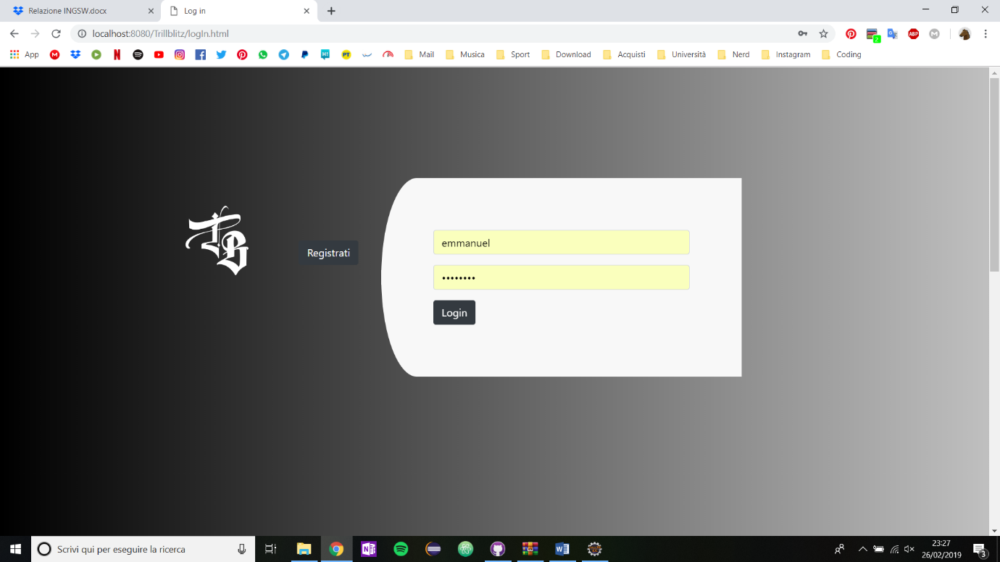 Relazione INGSW.docx
Log in
localhost:8080/Trillblitz/logIn.html
App
Mail
Musica
Sport
Download
Acquisti
Università
Nerd
Instagram
Coding
TB
Registrati
emmanuel
••••••••
Login
Scrivi qui per eseguire la ricerca
23:27
26/02/2019
3